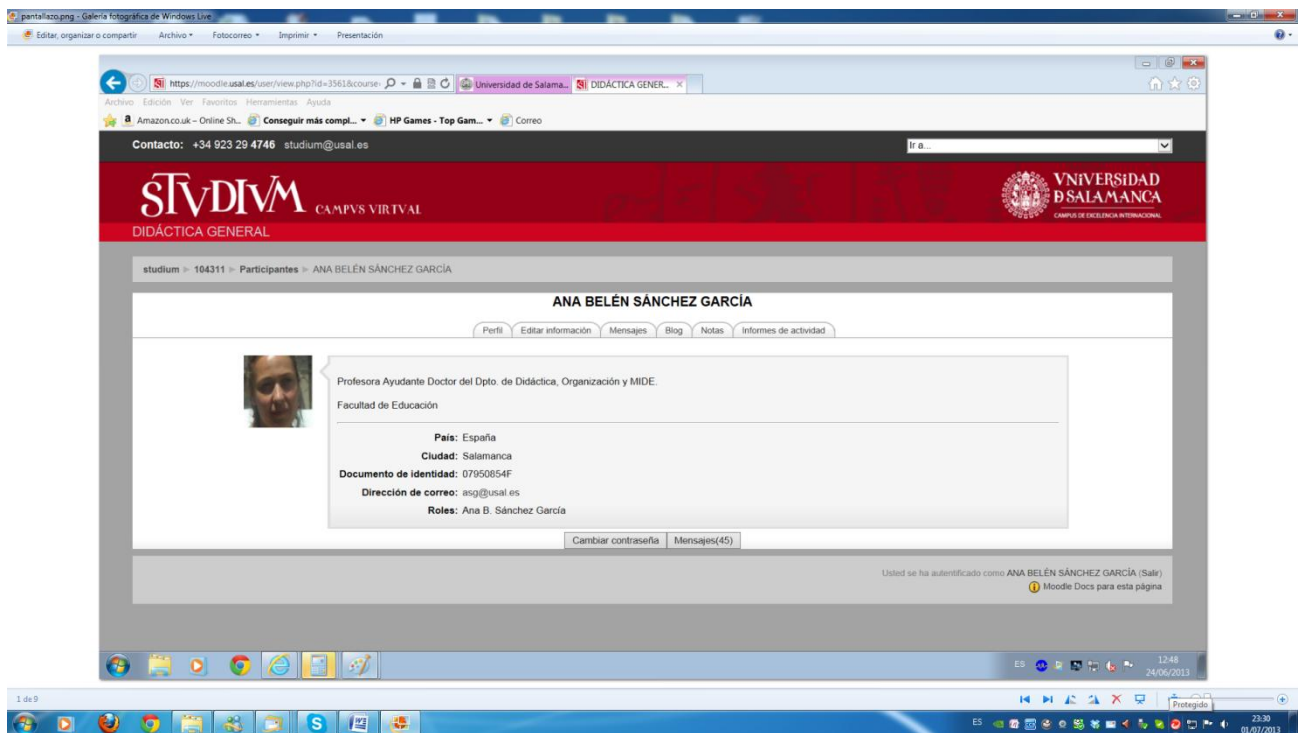 pantallazo.png - Galería fotográfica de Windows Live
Editar, organizar o compartir Archivo Fotocorreo Imprimir Presentación
https://moodle.usal.es/user/view.php?id=3561&course= Universidad de Salama... DIDÁCTICA GENER...
Archivo Edición Ver Favoritos Herramientas Ayuda
Amazon.co.uk – Online Sh... Conseguir más compl... HP Games - Top Gam... Correo
Contacto: +34 923 29 4746 studium@usal.es Ir a...
STVDIVM CAMPVS VIRTVAL
VNiVERSiDAD
D SALAMANCA
CAMPUS DE EXCELENCIA INTERNACIONAL
DIDÁCTICA GENERAL
studium 104311 Participantes ANA BELÉN SÁNCHEZ GARCÍA
ANA BELÉN SÁNCHEZ GARCÍA
Perfil Editar información Mensajes Blog Notas Informes de actividad
Profesora Ayudante Doctor del Dpto. de Didáctica, Organización y MIDE.
Facultad de Educación
País: España
Ciudad: Salamanca
Documento de identidad: 07950854F
Dirección de correo: asg@usal.es
Roles: Ana B. Sánchez García
Cambiar contraseña Mensajes(45)
Usted se ha autentificado como ANA BELÉN SÁNCHEZ GARCÍA (Salir)
Moodle Docs para esta página
ES 12:48
24/06/2013
1 de 9
Protegido
ES 23:30
01/07/2013